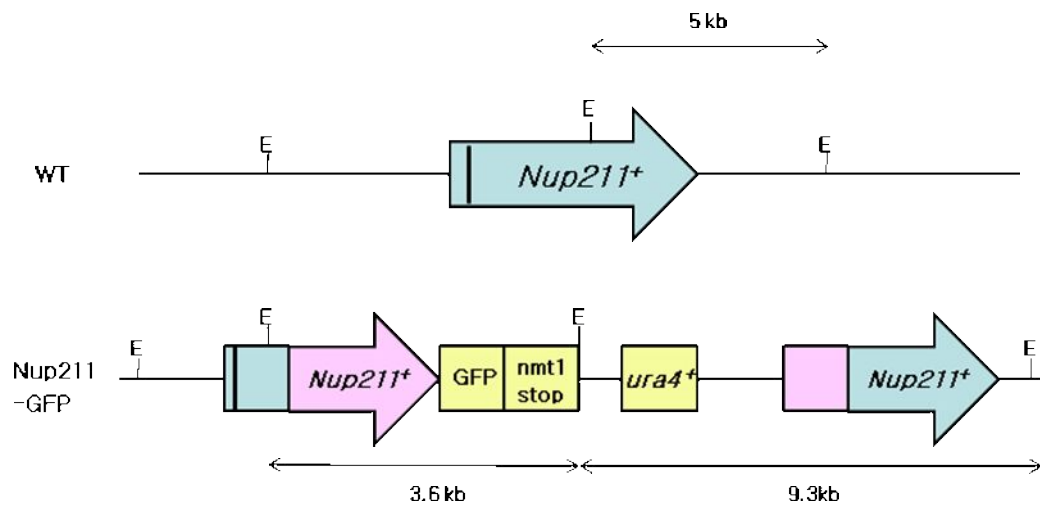 5 kb
E
E
E
WT
Nup211⁺
E
E
E
E
Nup211
-GFP
Nup211⁺
GFP
nmt1
stop
ura4⁺
Nup211⁺
3.6 kb
9.3kb